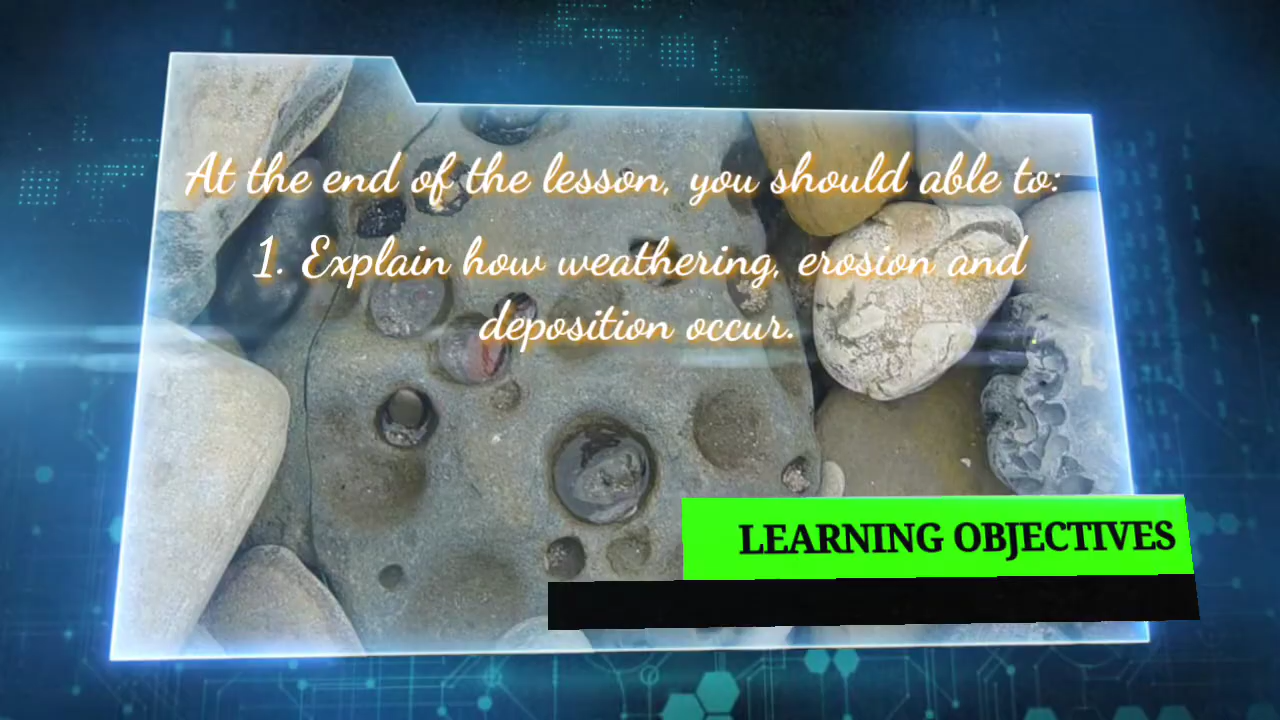 At the end of the lesson, you should able to:
1. Explain how weathering, erosion and
deposition occur.
LEARNING OBJECTIVES